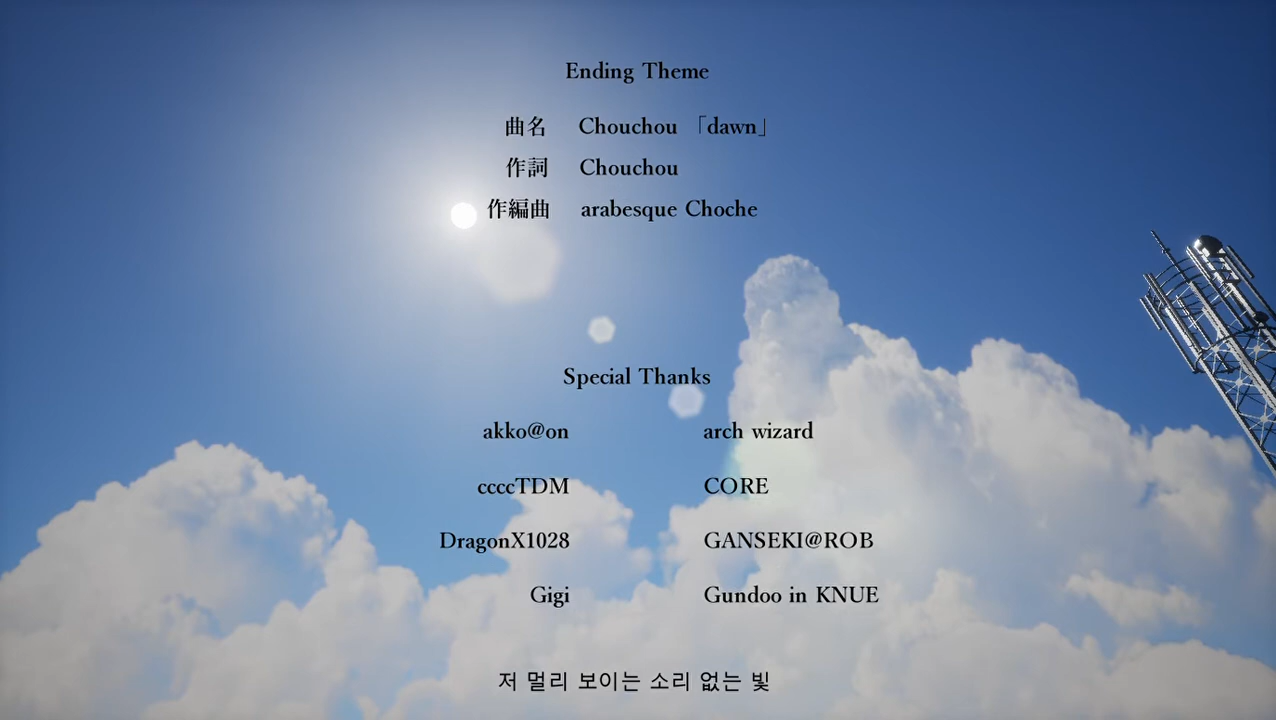 Ending Theme
曲名 Chouchou 「dawn」
作詞 Chouchou
作編曲 arabesque Choche
Special Thanks
akko@on arch wizard
ccccTDM CORE
DragonX1028 GANSEKI@ROB
Gigi Gundoo in KNUE
저 멀리 보이는 소리 없는 빛